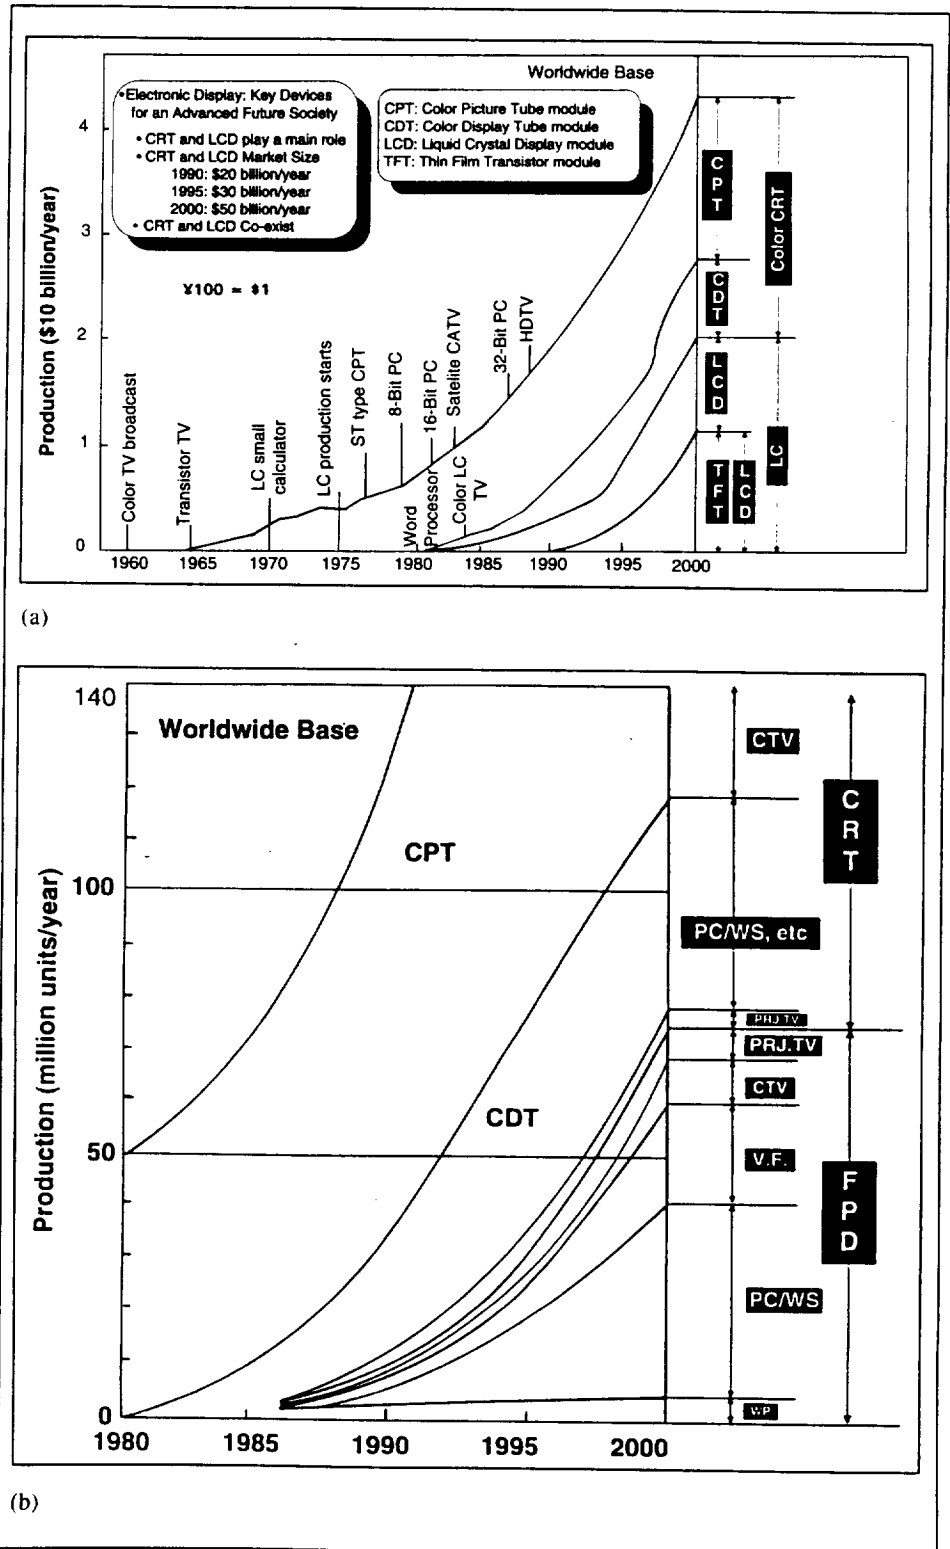 Worldwide Base
•Electronic Display: Key Devices
for an Advanced Future Society
• CRT and LCD play a main role
• CRT and LCD Market Size
1990: $20 billion/year
1995: $30 billion/year
2000: $50 billion/year
• CRT and LCD Co-exist
CPT: Color Picture Tube module
CDT: Color Display Tube module
LCD: Liquid Crystal Display module
TFT: Thin Film Transistor module
¥100 = $1
Production ($10 billion/year)
4
3
2
1
0
Color TV broadcast
Transistor TV
LC small
calculator
LC production starts
ST type CPT
8-Bit PC
16-Bit PC
Satelite CATV
32-Bit PC
HDTV
Word
Processor
Color LC
TV
CPT
CDT
LCD
TFT
LCD
Color CRT
LC
1960
1965
1970
1975
1980
1985
1990
1995
2000
(a)
Worldwide Base
Production (million units/year)
140
100
50
0
CPT
CDT
CTV
PC/WS, etc
PRJ.TV
PRJ.TV
CTV
V.F.
PC/WS
WP
CRT
FPD
1980
1985
1990
1995
2000
(b)